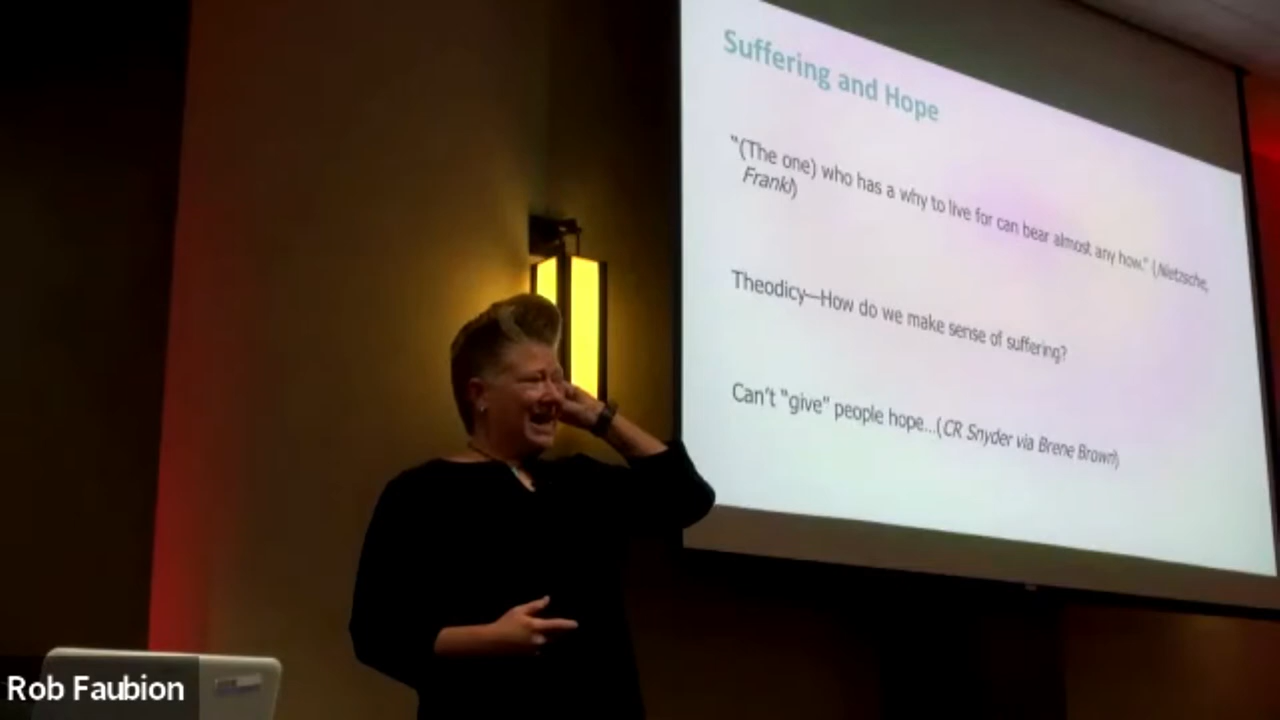 Suffering and Hope
"(The one) who has a why to live for can bear almost any how." (Nietzsche,
Frankl)
Theodicy—How do we make sense of suffering?
Can't "give" people hope...(CR Snyder via Brene Brown)
Rob Faubion